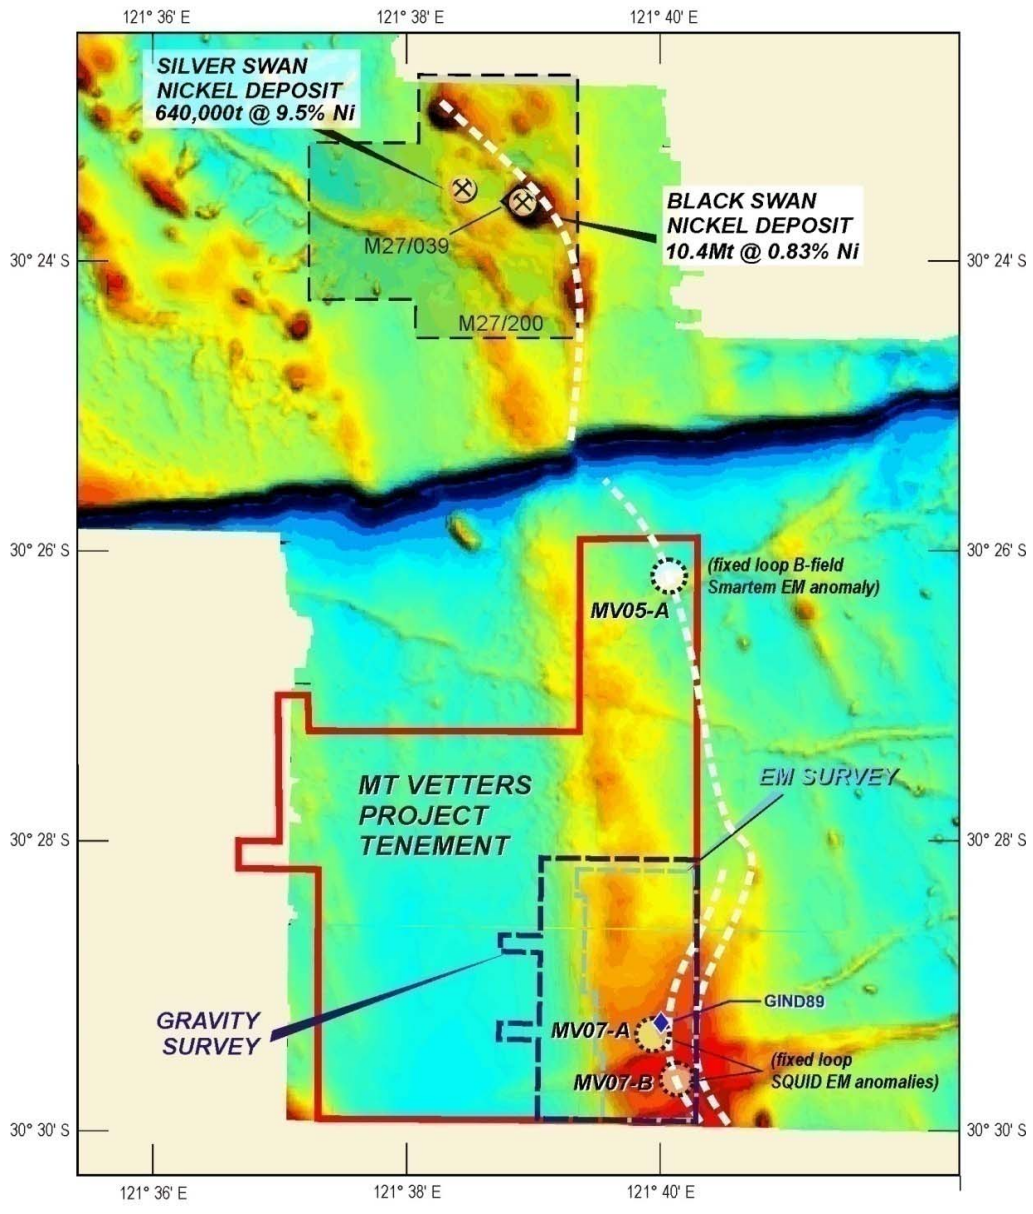 121° 36' E
121° 38' E
121° 40' E
SILVER SWAN
NICKEL DEPOSIT
640,000t @ 9.5% Ni
BLACK SWAN
NICKEL DEPOSIT
10.4Mt @ 0.83% Ni
M27/039
30° 24' S
30° 24' S
M27/200
30° 26' S
30° 26' S
(fixed loop B-field
Smartem EM anomaly)
MV05-A
EM SURVEY
MT VETTERS
PROJECT
TENEMENT
30° 28' S
30° 28' S
GIND89
GRAVITY
SURVEY
MV07-A
(fixed loop
SQUID EM anomalies)
MV07-B
30° 30' S
30° 30' S
121° 36' E
121° 38' E
121° 40' E